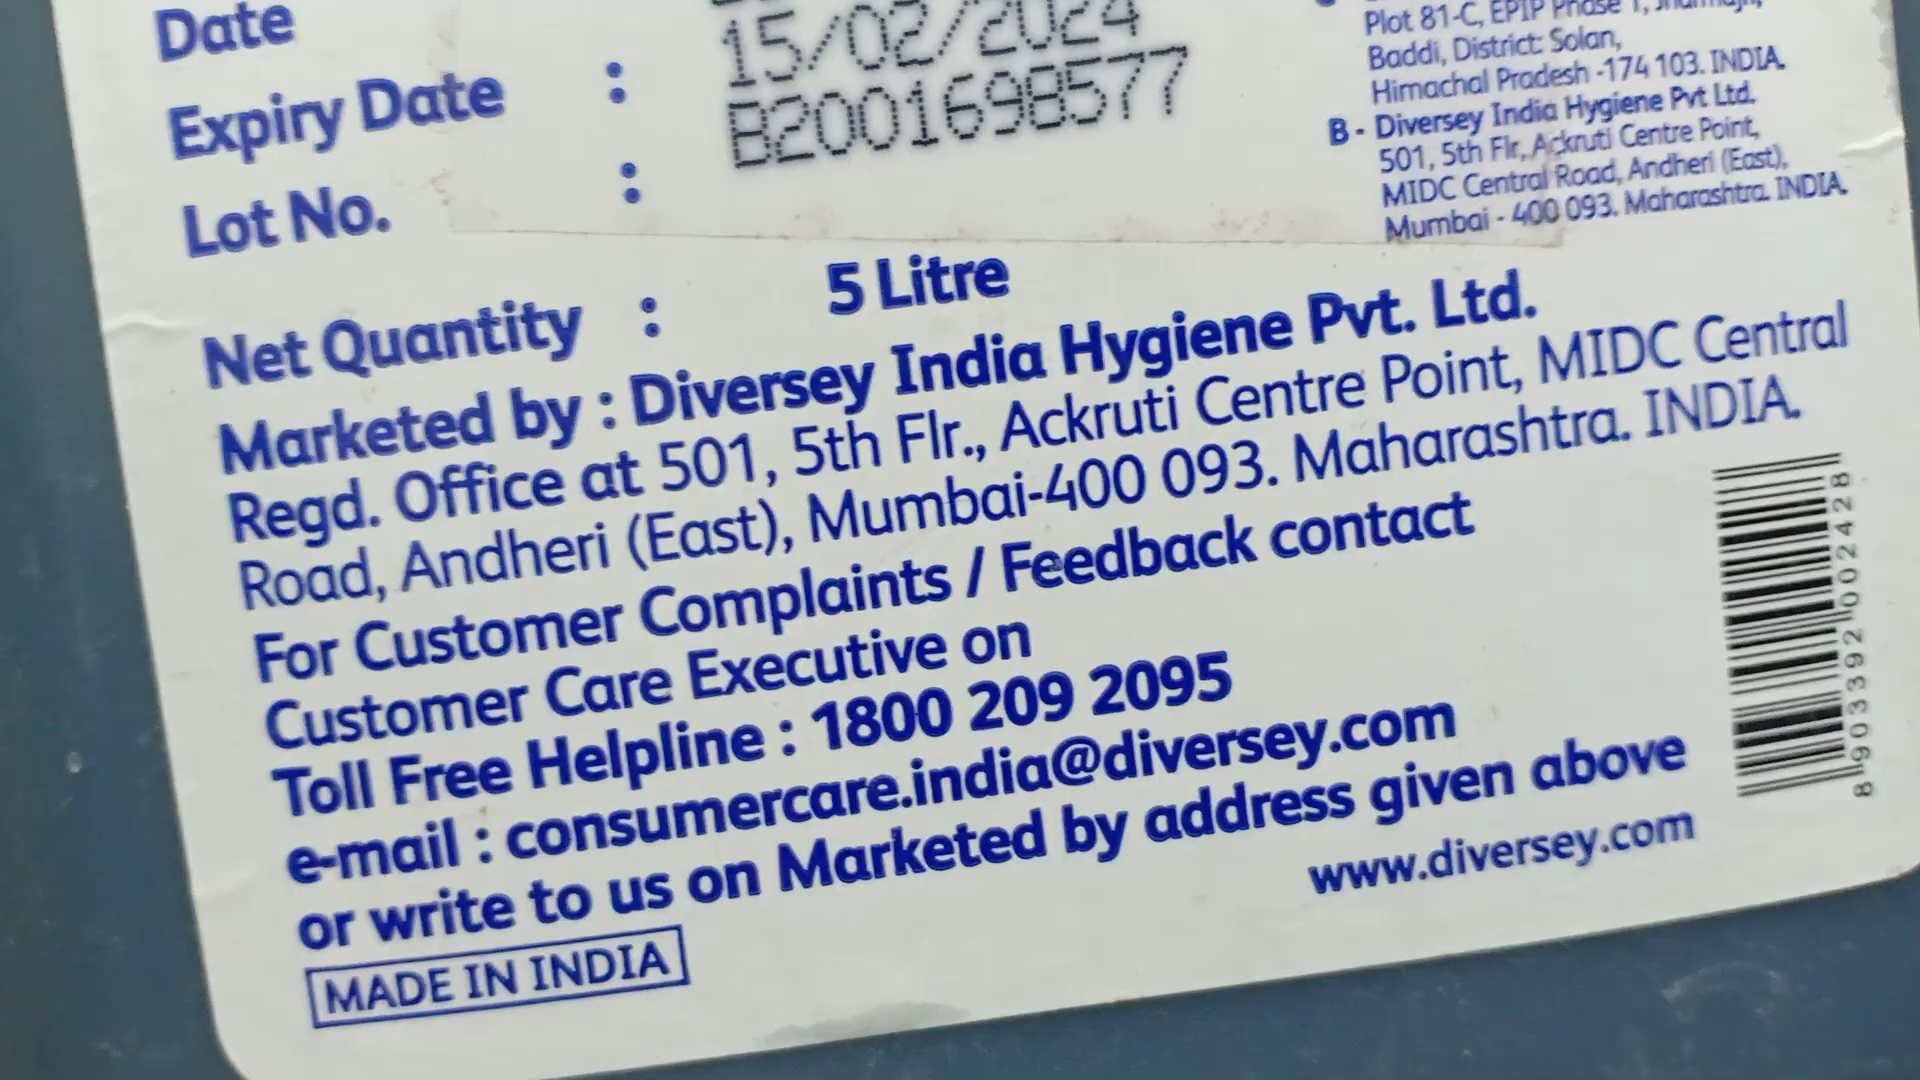 Date
Expiry Date :
Lot No. :
15/02/2024
B2001698577
Plot 81-C, EPIP Phase 1,
Baddi, District: Solan,
Himachal Pradesh -174 103. INDIA.
B - Diversey India Hygiene Pvt Ltd.
501, 5th Flr, Ackruti Centre Point,
MIDC Central Road, Andheri (East),
Mumbai - 400 093. Maharashtra. INDIA.
Net Quantity : 5 Litre
Marketed by : Diversey India Hygiene Pvt. Ltd.
Regd. Office at 501, 5th Flr., Ackruti Centre Point, MIDC Central
Road, Andheri (East), Mumbai-400 093. Maharashtra. INDIA.
For Customer Complaints / Feedback contact
Customer Care Executive on
Toll Free Helpline : 1800 209 2095
e-mail : consumercare.india@diversey.com
or write to us on Marketed by address given above
www.diversey.com
MADE IN INDIA
8 903392 002428